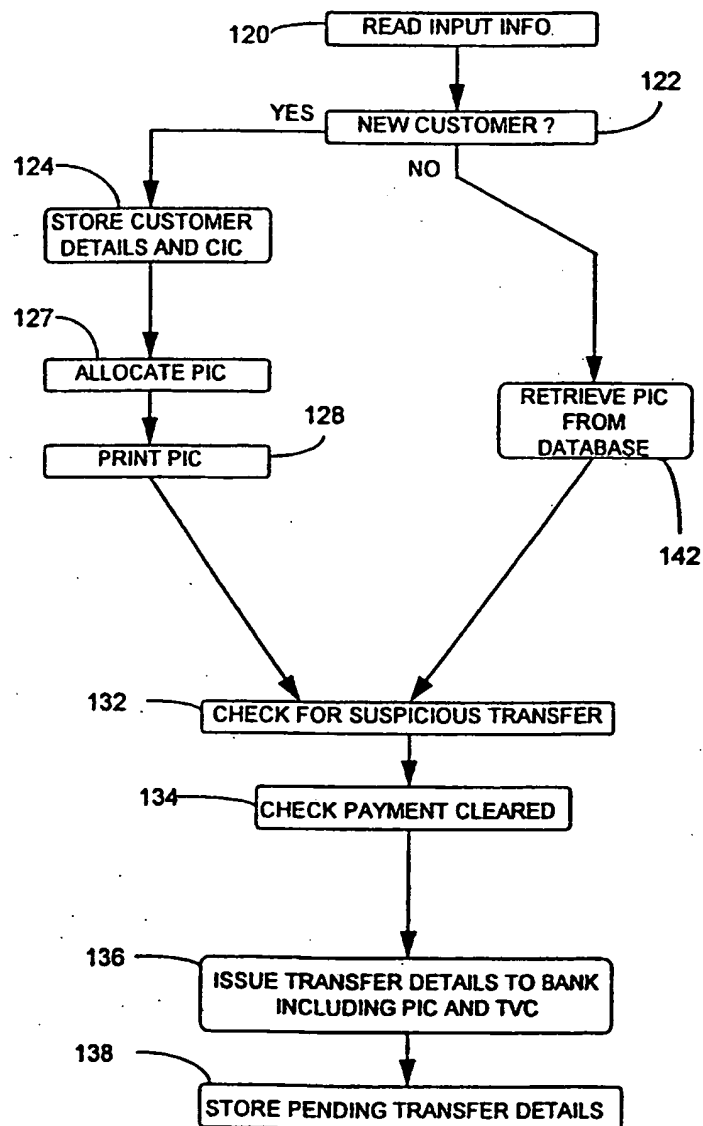 120
READ INPUT INFO.
122
YES
NEW CUSTOMER ?
NO
124
STORE CUSTOMER
DETAILS AND CIC
127
ALLOCATE PIC
128
PRINT PIC
RETRIEVE PIC
FROM
DATABASE
142
132
CHECK FOR SUSPICIOUS TRANSFER
134
CHECK PAYMENT CLEARED
136
ISSUE TRANSFER DETAILS TO BANK
INCLUDING PIC AND TVC
138
STORE PENDING TRANSFER DETAILS